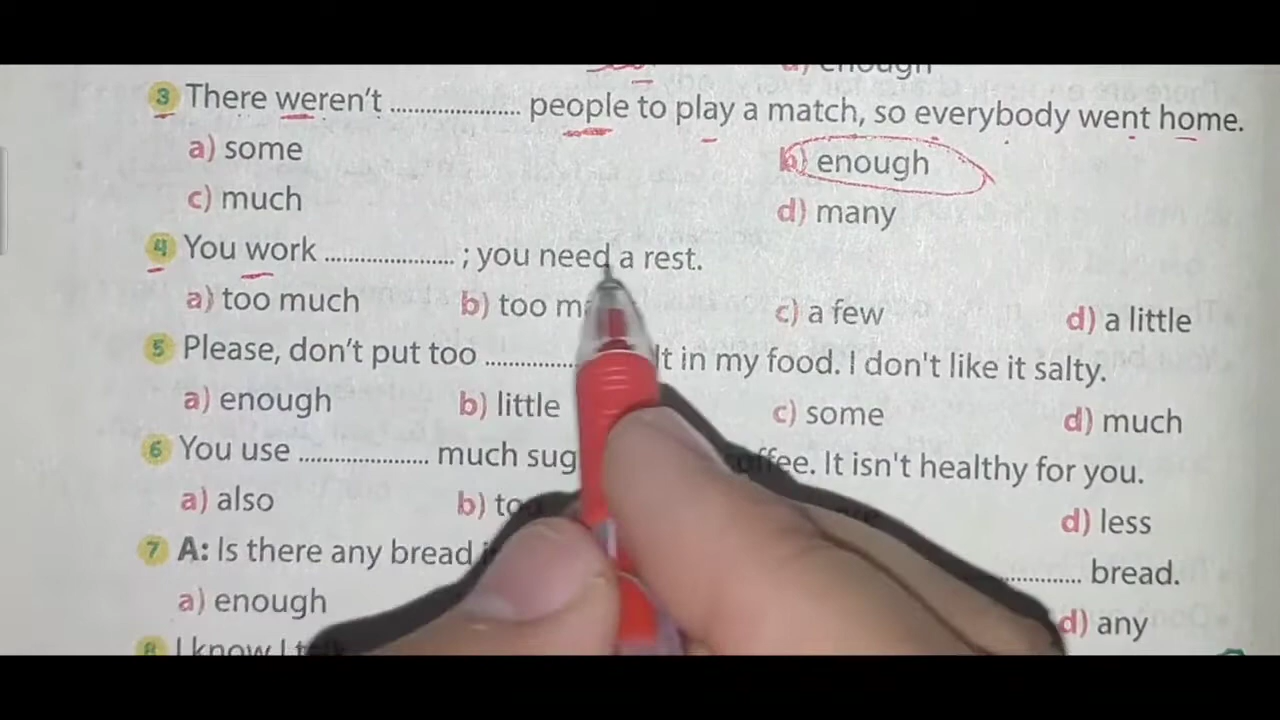 d) enough
3 There weren't .................... people to play a match, so everybody went home.
a) some b) enough
c) much d) many
4 You work .................... ; you need a rest.
a) too much b) too c) a few d) a little
5 Please, don't put too .............. in my food. I don't like it salty.
a) enough b) little c) some d) much
6 You use .................... much coffee. It isn't healthy for you.
a) also b) d) less
7 A: Is there any bread .............. bread.
a) enough d) any
8 I know I